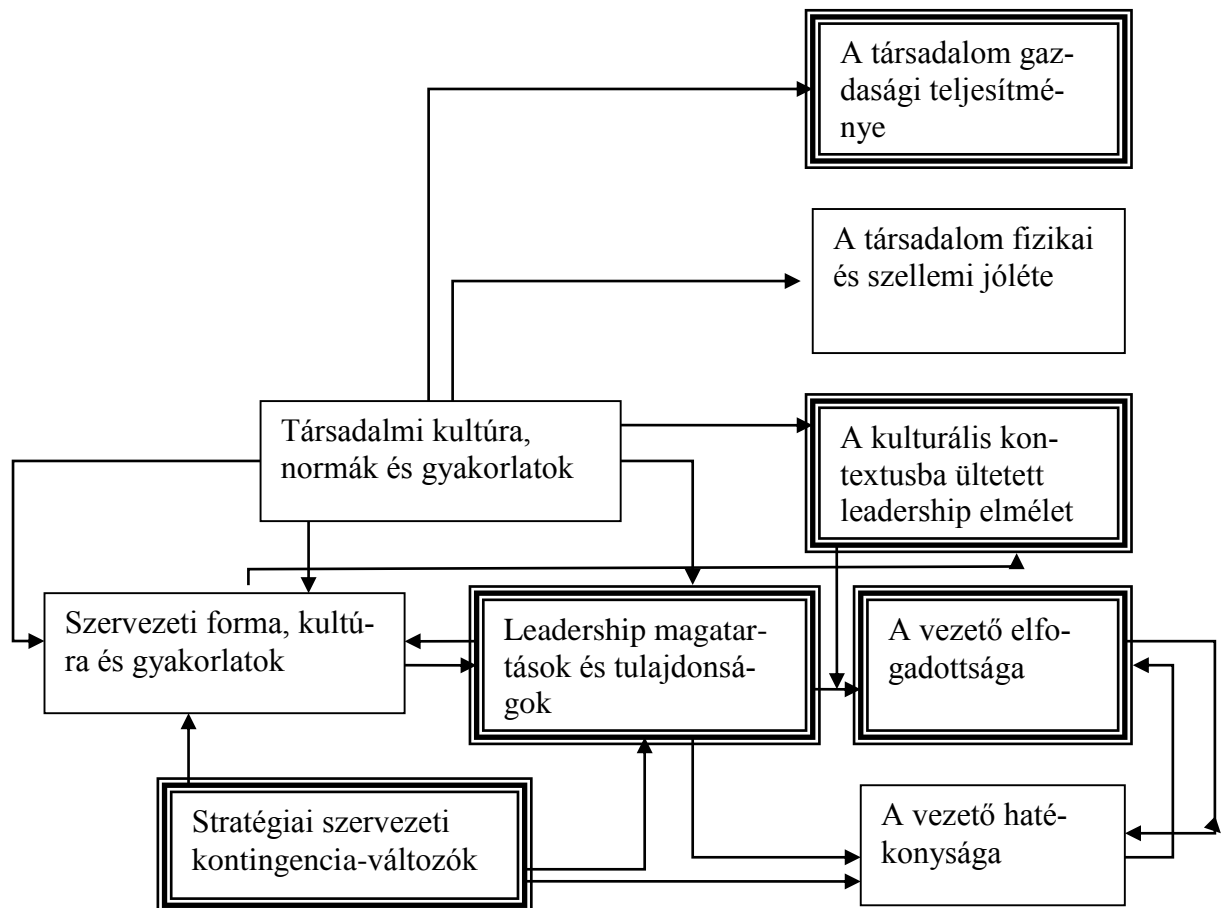 A társadalom gaz-
dasági teljesítmé-
nye
A társadalom fizikai
és szellemi jóléte
Társadalmi kultúra,
normák és gyakorlatok
A kulturális kon-
textusba ültetett
leadership elmélet
Szervezeti forma, kultú-
ra és gyakorlatok
Leadership magatar-
tások és tulajdonsá-
gok
A vezető elfo-
gadottsága
Stratégiai szervezeti
kontingencia-változók
A vezető haté-
konysága